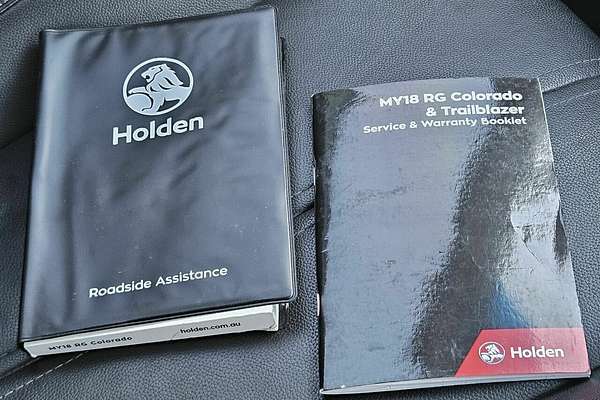 Holden
Roadside Assistance
MY18 RG Colorado
holden.com.au
MY18 RG Colorado
& Trailblazer
Service & Warranty Booklet
Holden